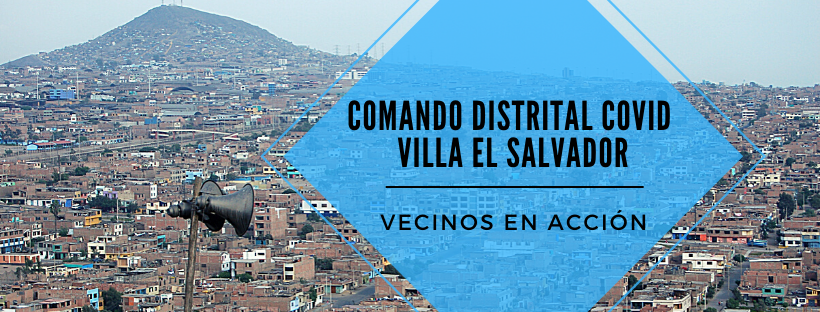 COMANDO DISTRITAL COVID
VILLA EL SALVADOR
VECINOS EN ACCIÓN